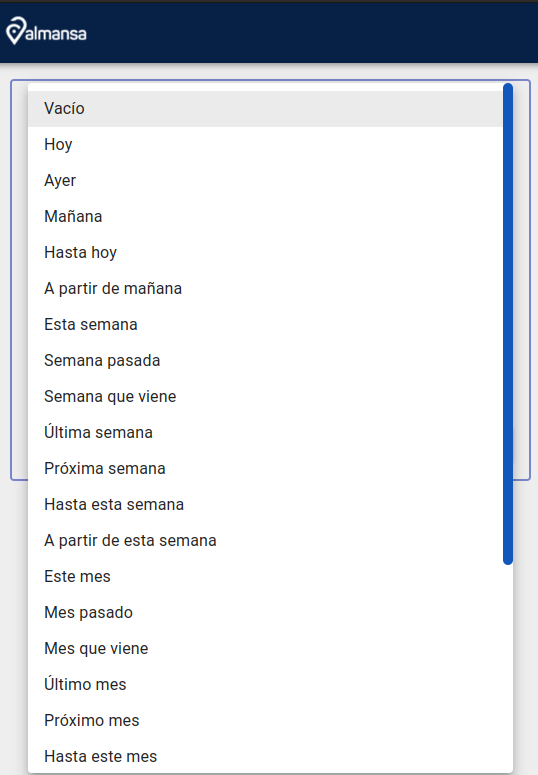 almansa
Vacío
Hoy
Ayer
Mañana
Hasta hoy
A partir de mañana
Esta semana
Semana pasada
Semana que viene
Última semana
Próxima semana
Hasta esta semana
A partir de esta semana
Este mes
Mes pasado
Mes que viene
Último mes
Próximo mes
Hasta este mes